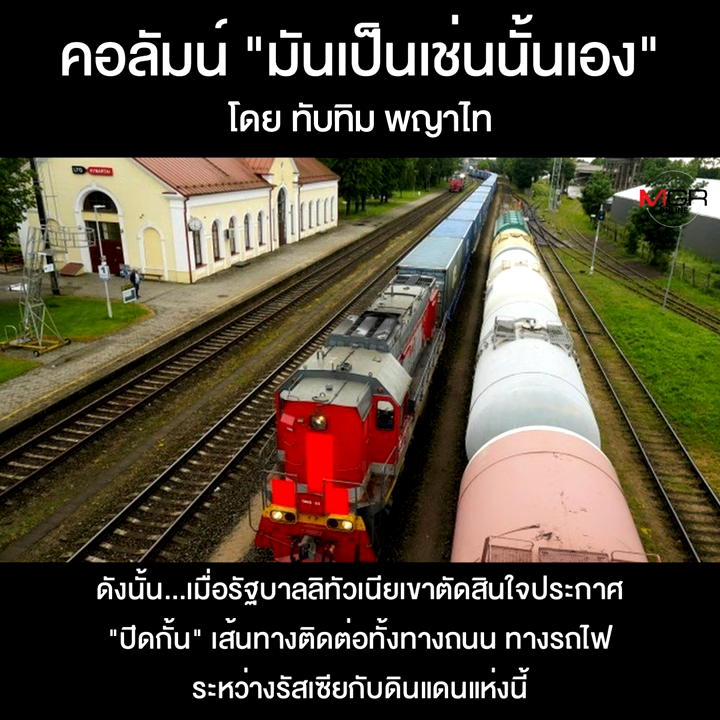 คอลัมน์ "มันเป็นเช่นนั้นเอง"
โดย ทับทิม พญาไท
LTG KYBARTAI
MGR
ONLINE
ดังนั้น...เมื่อรัฐบาลลิทัวเนียเขาตัดสินใจประกาศ
"ปิดกั้น" เส้นทางติดต่อทั้งทางถนน ทางรถไฟ
ระหว่างรัสเซียกับดินแดนแห่งนี้